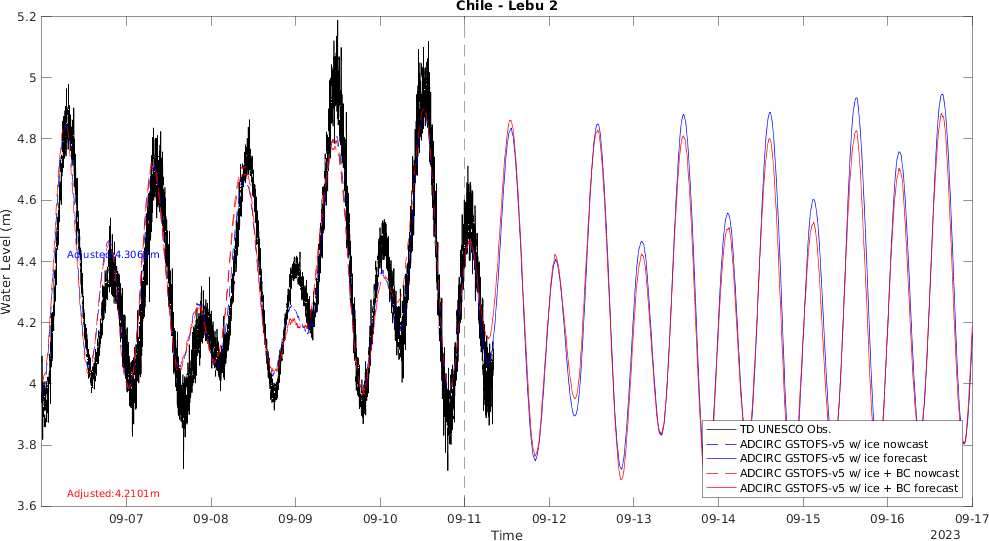 Chile - Lebu 2
Water Level (m)
5.2
5
4.8
4.6
4.4
4.2
4
3.8
3.6
Adjusted:4.306 m
Adjusted:4.2101m
TD UNESCO Obs.
ADCIRC GSTOFS-v5 w/ ice nowcast
ADCIRC GSTOFS-v5 w/ ice forecast
ADCIRC GSTOFS-v5 w/ ice + BC nowcast
ADCIRC GSTOFS-v5 w/ ice + BC forecast
09-07 09-08 09-09 09-10 09-11 09-12 09-13 09-14 09-15 09-16 09-17
Time
2023